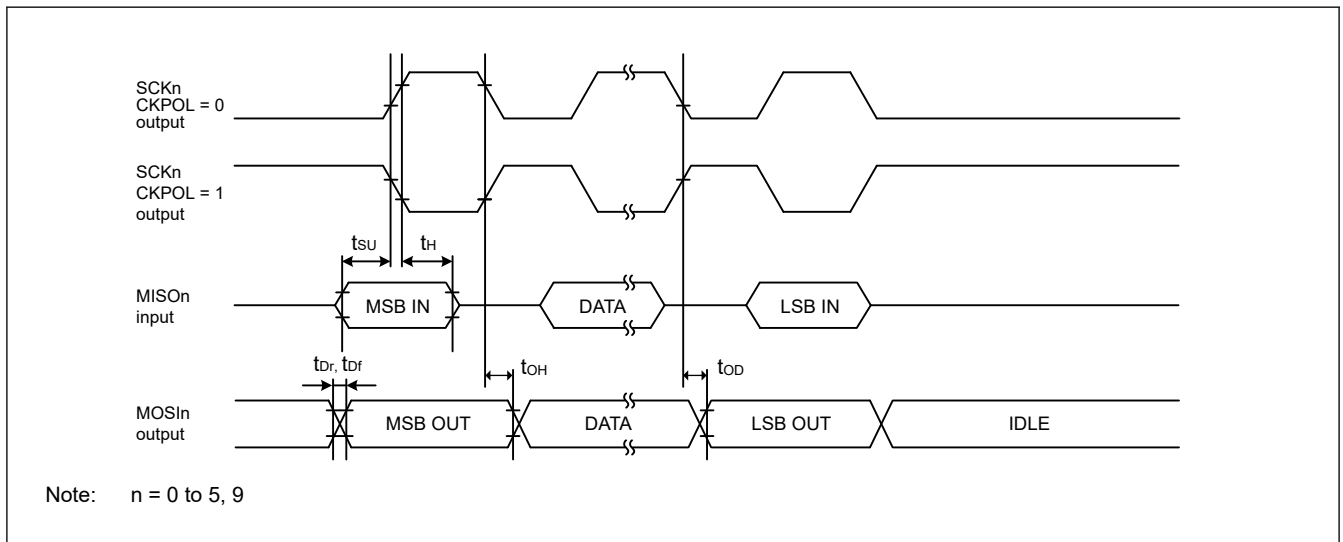 SCKn
CKPOL = 0
output
SCKn
CKPOL = 1
output
tSU
tH
MISOn
input
MSB IN
DATA
LSB IN
tDr, tDf
tOH
tOD
MOSIn
output
MSB OUT
DATA
LSB OUT
IDLE
Note: n = 0 to 5, 9